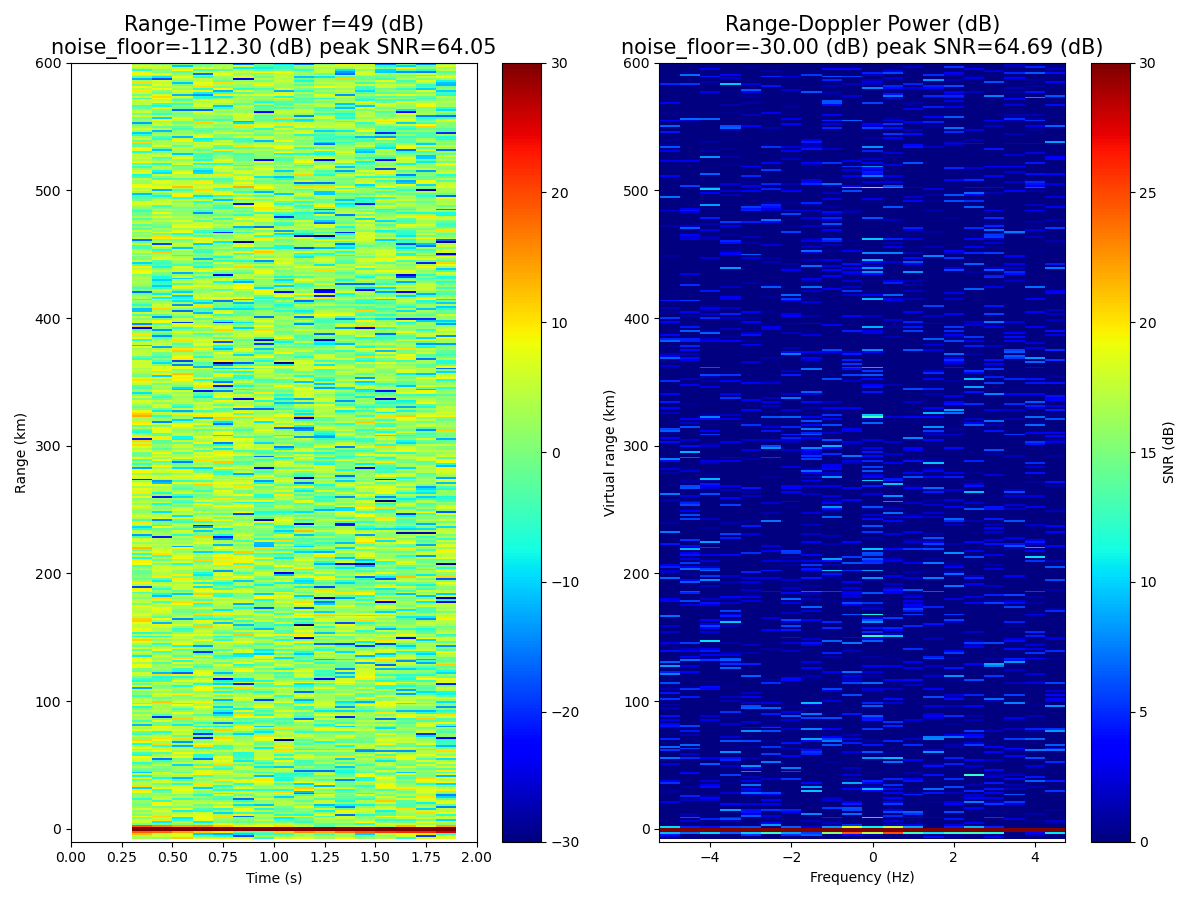 Range-Time Power f=49 (dB)
noise_floor=-112.30 (dB) peak SNR=64.05
600
500
400
300
200
100
0
Range (km)
0.00 0.25 0.50 0.75 1.00 1.25 1.50 1.75 2.00
Time (s)
30
20
10
0
−10
−20
−30
Range-Doppler Power (dB)
noise_floor=-30.00 (dB) peak SNR=64.69 (dB)
600
500
400
300
200
100
0
Virtual range (km)
−4 −2 0 2 4
Frequency (Hz)
30
25
20
15
10
5
0
SNR (dB)